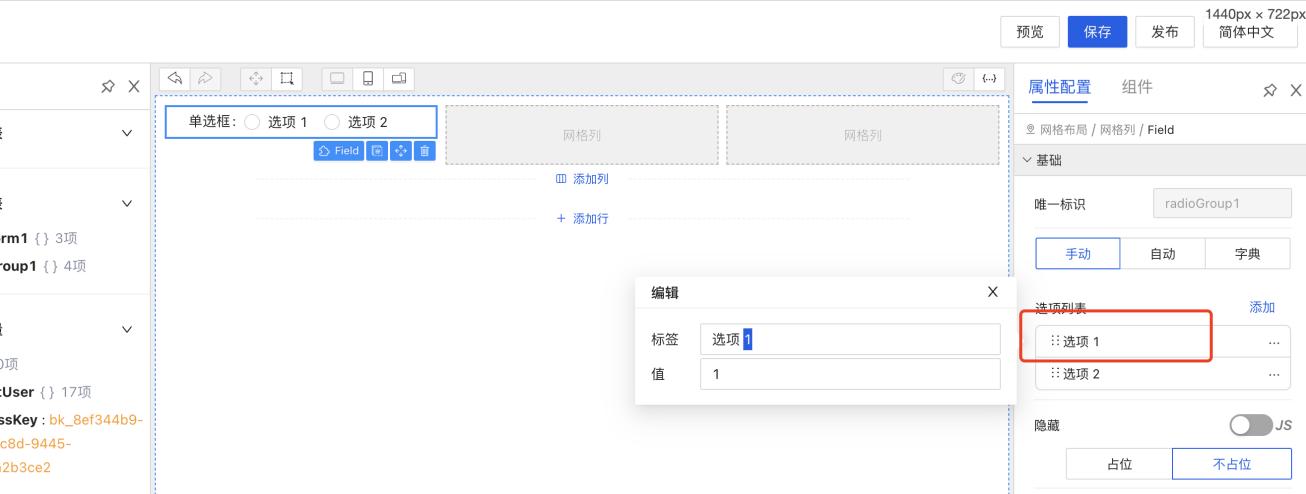 1440px × 722px
预览
保存
发布
简体中文
{...}
属性配置
组件
单选框：
选项 1
选项 2
网格列
网格列
Field
网格布局 / 网格列 / Field
基础
添加列
添加行
唯一标识
radioGroup1
手动
自动
字典
orm1 { } 3项
roup1 { } 4项
编辑
X
标签
选项 1
值
1
选项列表
添加
选项 1
...
选项 2
...
0项
tUser { } 17项
ssKey : bk_8ef344b9-
c8d-9445-
2b3ce2
隐藏
JS
占位
不占位